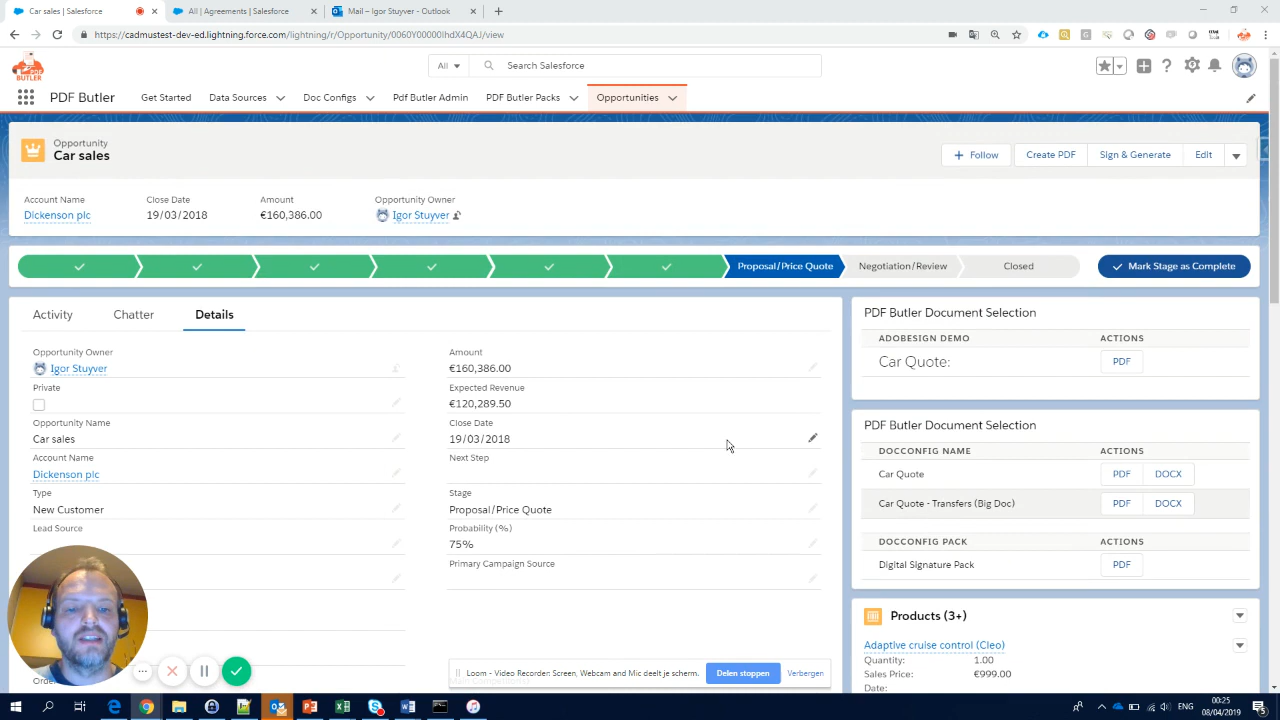 Car sales | Salesforce
All | Agreements | Salesforce
Mail – Igor Stuyver - Outlook
https://cadmustest-dev-ed.lightning.force.com/lightning/r/Opportunity/0060Y00000IhdX4QAJ/view
PDF BUTLER
All
Search Salesforce
PDF Butler
Get Started
Data Sources
Doc Configs
Pdf Butler Admin
PDF Butler Packs
Opportunities
Opportunity
Car sales
+ Follow
Create PDF
Sign & Generate
Edit
Account Name
Close Date
Amount
Opportunity Owner
Dickenson plc
19/03/2018
€160,386.00
Igor Stuyver
Proposal/Price Quote
Negotiation/Review
Closed
Mark Stage as Complete
Activity
Chatter
Details
Opportunity Owner
Igor Stuyver
Private
Opportunity Name
Car sales
Account Name
Dickenson plc
Type
New Customer
Lead Source
Amount
€160,386.00
Expected Revenue
€120,289.50
Close Date
19/03/2018
Next Step
Stage
Proposal/Price Quote
Probability (%)
75%
Primary Campaign Source
PDF Butler Document Selection
ADOBESIGN DEMO
ACTIONS
Car Quote:
PDF
PDF Butler Document Selection
DOCCONFIG NAME
ACTIONS
Car Quote
PDF
DOCX
Car Quote - Transfers (Big Doc)
PDF
DOCX
DOCCONFIG PACK
ACTIONS
Digital Signature Pack
PDF
Products (3+)
Adaptive cruise control (Cleo)
Quantity:
1.00
Sales Price:
€999.00
Date:
Loom – Video Recorder: Screen, Webcam and Mic deelt je scherm.
Delen stoppen
Verbergen
ENG
00:25
08/04/2019